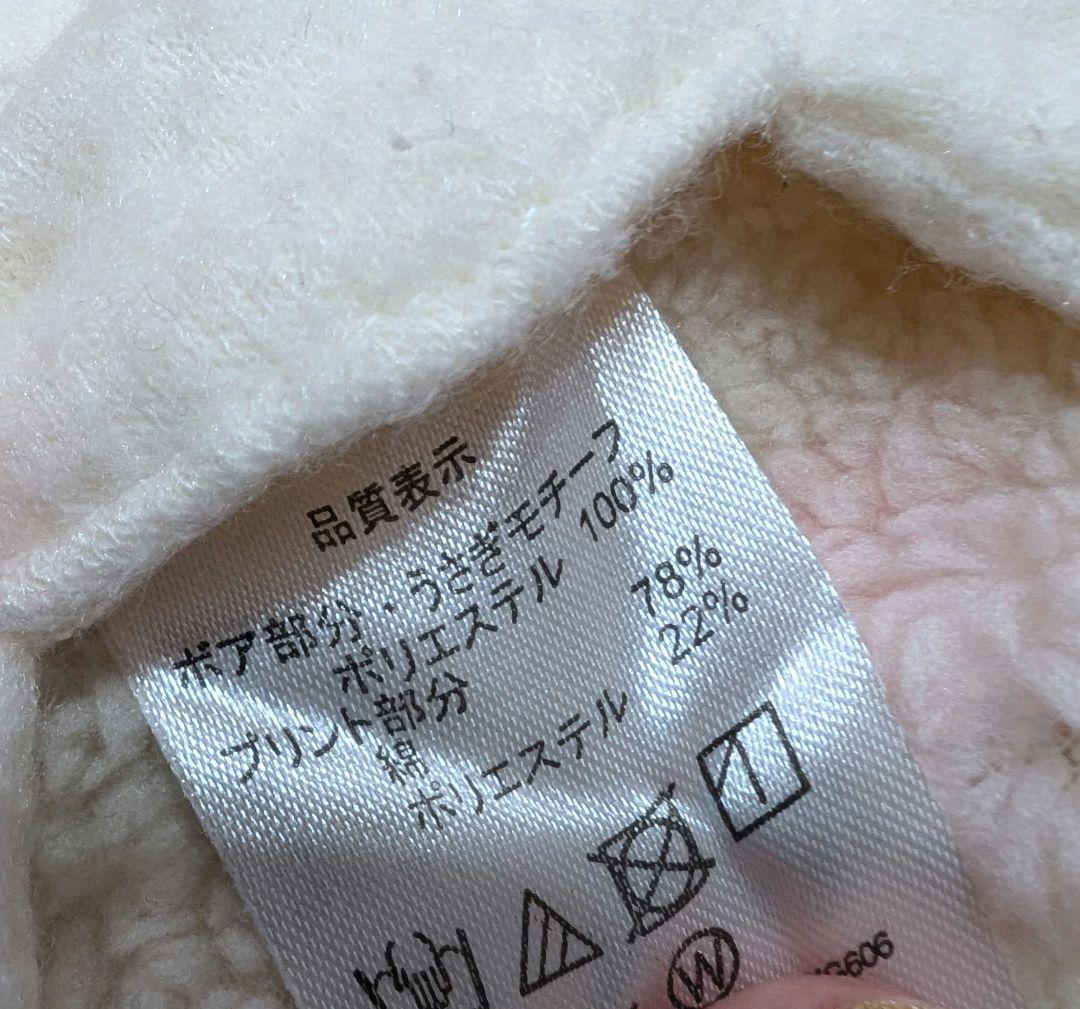 品質表示
ボア部分・うさぎモチーフ
ポリエステル 100%
プリント部分
綿 78%
ポリエステル 22%
W
G606